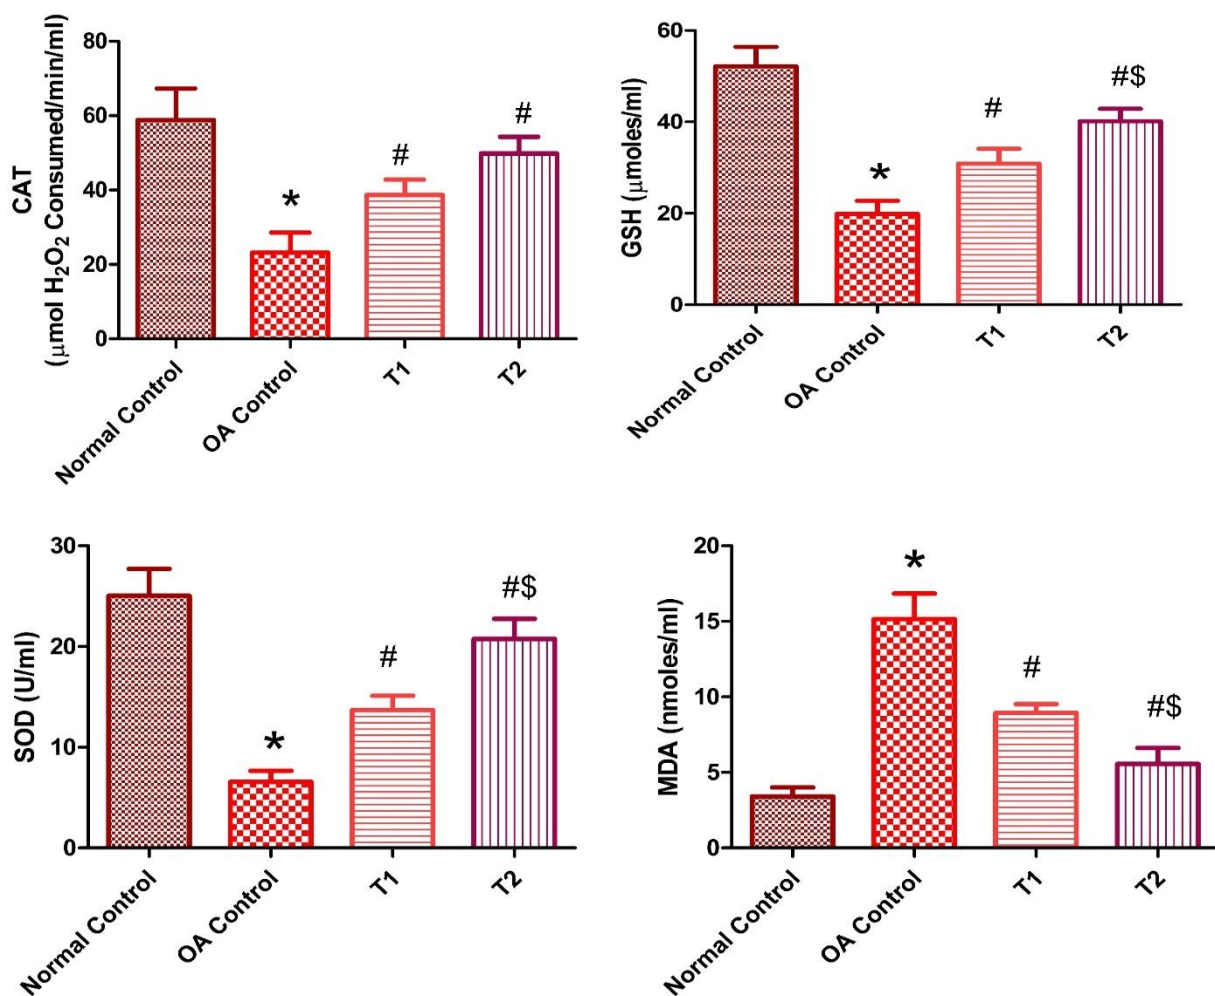 CAT
(μmol H₂O₂ Consumed/min/ml)
80
60
40
20
0
*
#
#
Normal Control
OA Control
T1
T2
GSH (μmoles/ml)
60
40
20
0
*
#
#$
Normal Control
OA Control
T1
T2
SOD (U/ml)
30
20
10
0
*
#
#$
Normal Control
OA Control
T1
T2
MDA (nmoles/ml)
20
15
10
5
0
*
#
#$
Normal Control
OA Control
T1
T2